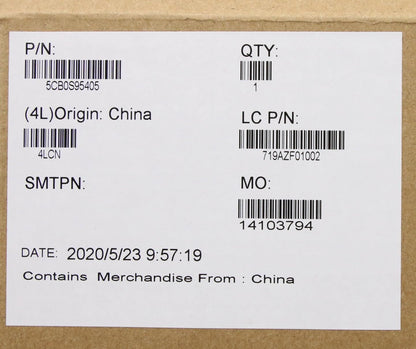 P/N:
5CB0S95405
QTY:
1
(4L)Origin: China
4LCN
LC P/N:
719AZF01002
SMTPN:
MO:
14103794
DATE: 2020/5/23 9:57:19
Contains Merchandise From : China